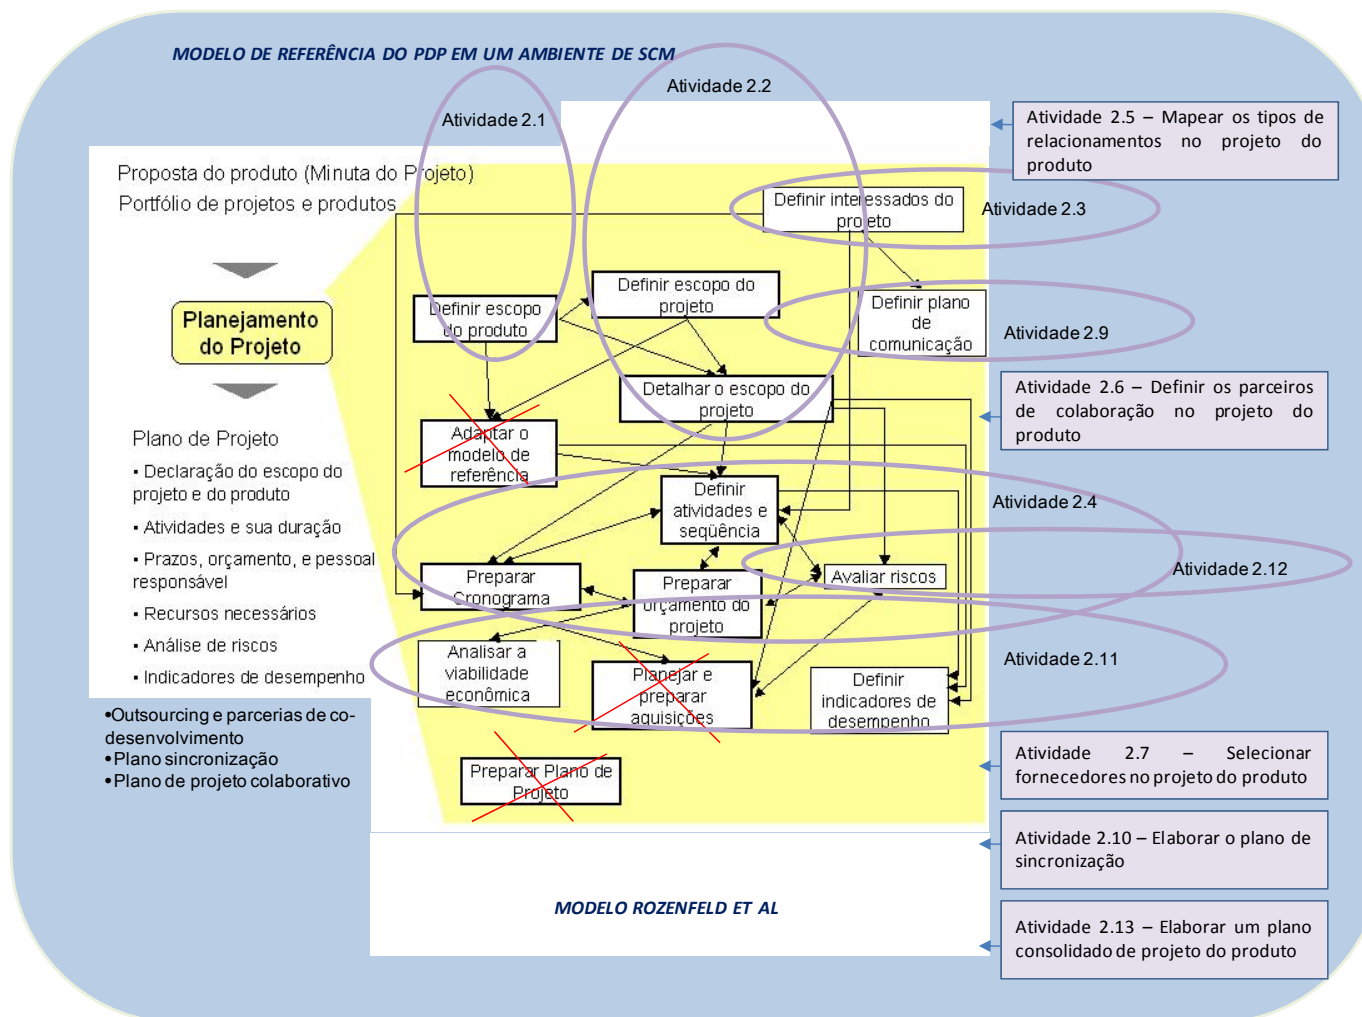 MODELO DE REFERÊNCIA DO PDP EM UM AMBIENTE DE SCM
Atividade 2.2
Atividade 2.1
Atividade 2.5 – Mapear os tipos de
relacionamentos no projeto do
produto
Proposta do produto (Minuta do Projeto)
Portfólio de projetos e produtos
Definir interessados do
projeto
Atividade 2.3
Planejamento
do Projeto
Definir escopo
do produto
Definir escopo do
projeto
Definir plano
de
comunicação
Atividade 2.9
Detalhar o escopo do
projeto
Atividade 2.6 – Definir os parceiros
de colaboração no projeto do
produto
Adaptar o
modelo de
referência
Plano de Projeto
▪ Declaração do escopo do
projeto e do produto
▪ Atividades e sua duração
▪ Prazos, orçamento, e pessoal
responsável
▪ Recursos necessários
▪ Análise de riscos
▪ Indicadores de desempenho
Definir
atividades e
seqüência
Atividade 2.4
Preparar
Cronograma
Preparar
orçamento do
projeto
Avaliar riscos
Atividade 2.12
Analisar a
viabilidade
econômica
Planejar e
preparar
aquisições
Definir
indicadores de
desempenho
Atividade 2.11
•Outsourcing e parcerias de co-
desenvolvimento
•Plano sincronização
•Plano de projeto colaborativo
Preparar Plano de
Projeto
Atividade 2.7 – Selecionar
fornecedores no projeto do produto
Atividade 2.10 – Elaborar o plano de
sincronização
MODELO ROZENFELD ET AL
Atividade 2.13 – Elaborar um plano
consolidado de projeto do produto